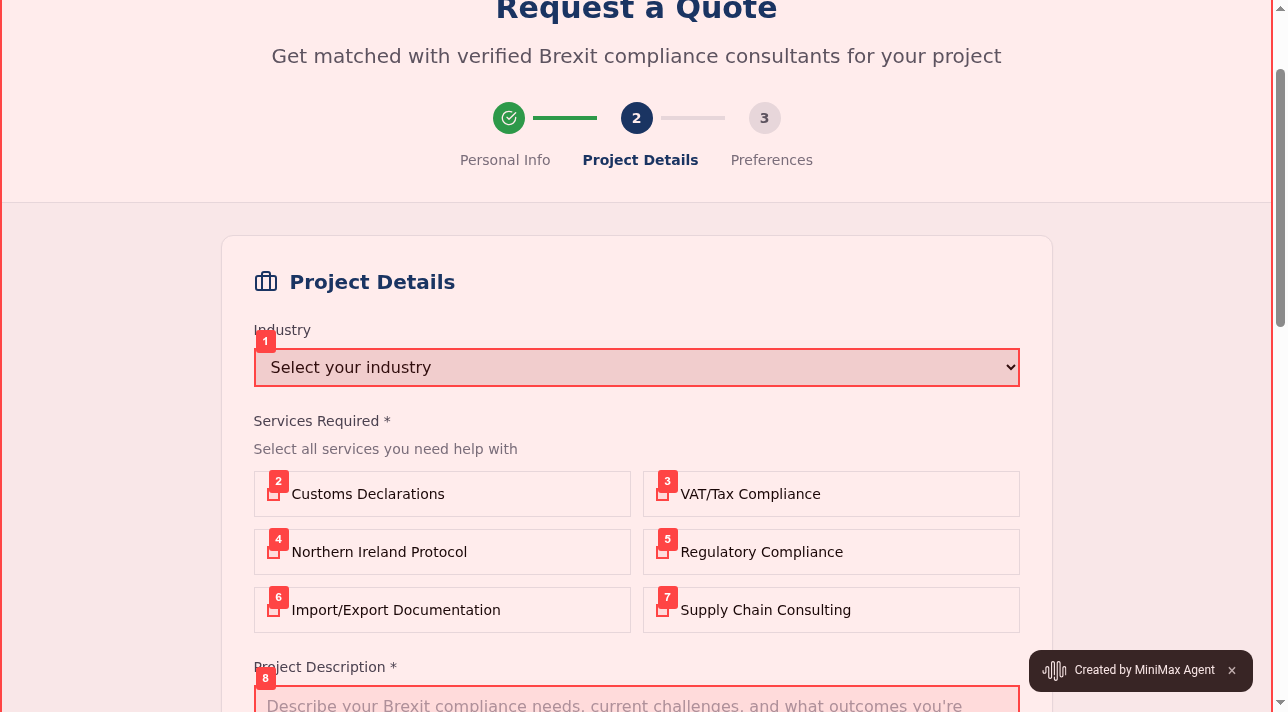 Request a Quote
Get matched with verified Brexit compliance consultants for your project
2
3
Personal Info
Project Details
Preferences
Project Details
Industry
1
Select your industry
Services Required *
Select all services you need help with
2
Customs Declarations
3
VAT/Tax Compliance
4
Northern Ireland Protocol
5
Regulatory Compliance
6
Import/Export Documentation
7
Supply Chain Consulting
Project Description *
8
Describe your Brexit compliance needs, current challenges, and what outcomes you're
Created by MiniMax Agent